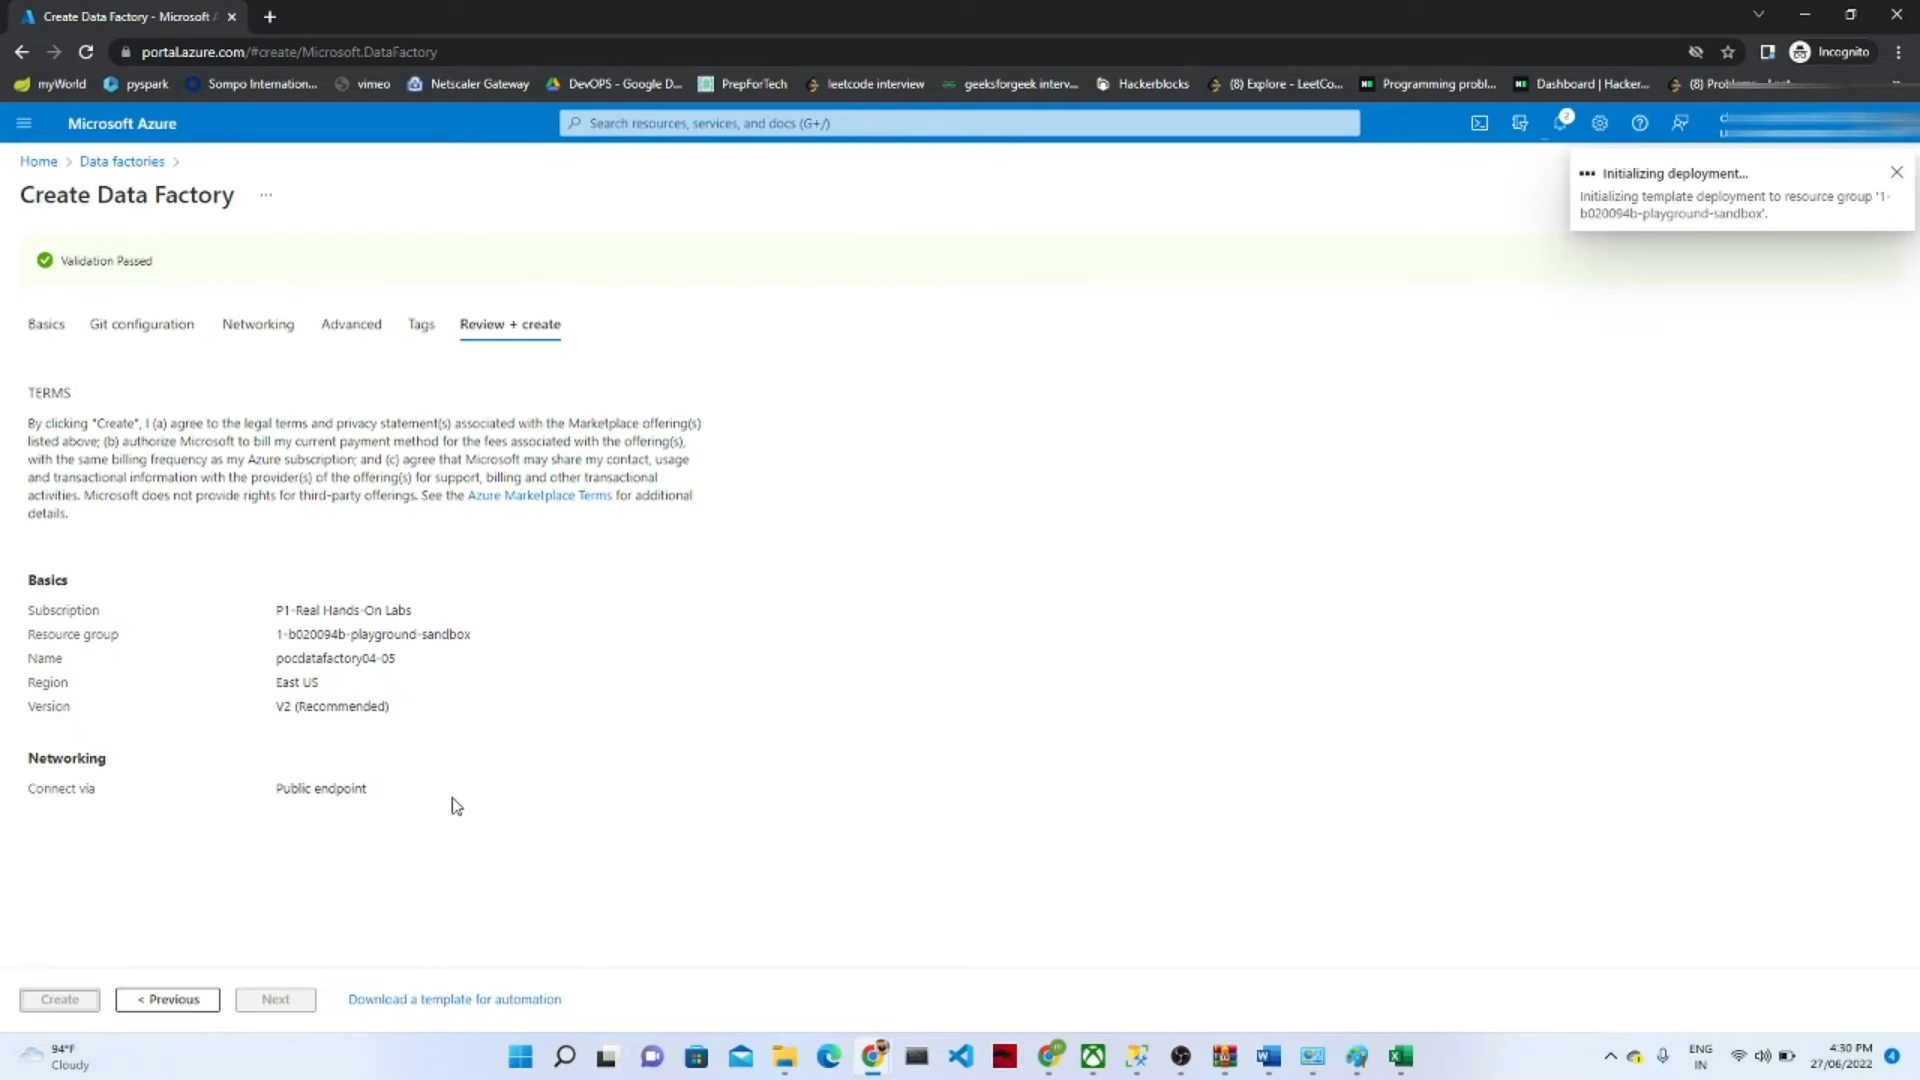 Create Data Factory - Microsoft A
portal.azure.com/#create/Microsoft.DataFactory
Incognito
myWorld
pyspark
Sompo Internation...
vimeo
Netscaler Gateway
DevOPS - Google D...
PrepForTech
leetcode interview
geeksforgeek interv...
Hackerblocks
(8) Explore - LeetCo...
Programming probl...
Dashboard | Hacker...
Microsoft Azure
Search resources, services, and docs (G+/)
2
Home > Data factories >
Create Data Factory ...
Initializing deployment...
Initializing template deployment to resource group '1-
b020094b-playground-sandbox'.
Validation Passed
Basics
Git configuration
Networking
Advanced
Tags
Review + create
TERMS
By clicking "Create", I (a) agree to the legal terms and privacy statement(s) associated with the Marketplace offering(s)
listed above; (b) authorize Microsoft to bill my current payment method for the fees associated with the offering(s),
with the same billing frequency as my Azure subscription; and (c) agree that Microsoft may share my contact, usage
and transactional information with the provider(s) of the offering(s) for support, billing and other transactional
activities. Microsoft does not provide rights for third-party offerings. See the Azure Marketplace Terms for additional
details.
Basics
Subscription P1-Real Hands-On Labs
Resource group 1-b020094b-playground-sandbox
Name pocdatafactory04-05
Region East US
Version V2 (Recommended)
Networking
Connect via Public endpoint
Create
< Previous
Next
Download a template for automation
94°F
Cloudy
ENG
IN
4:30 PM
27/06/2022
4